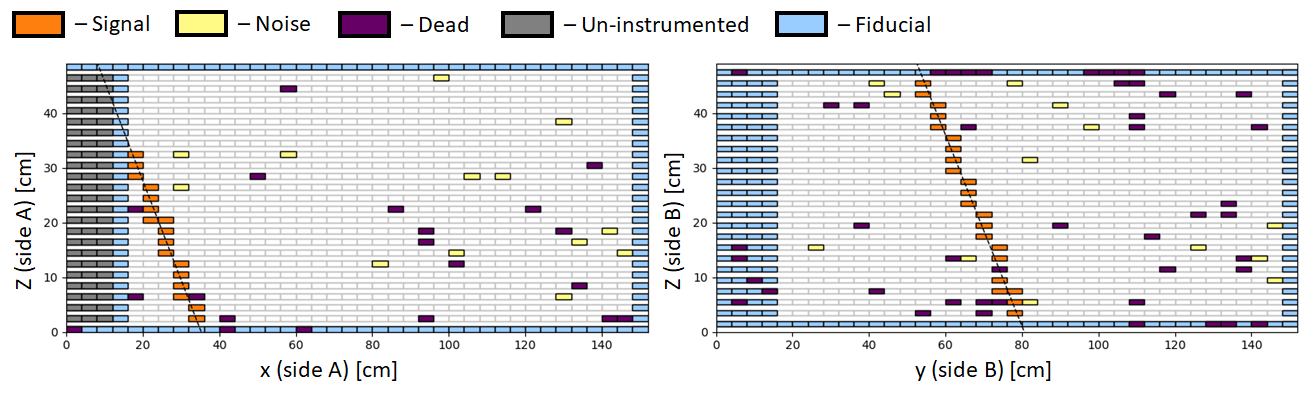 – Signal – Noise – Dead – Un-instrumented – Fiducial
Z (side A) [cm]
40
30
20
10
0
0 20 40 60 80 100 120 140
x (side A) [cm]
Z (side B) [cm]
40
30
20
10
0
0 20 40 60 80 100 120 140
y (side B) [cm]